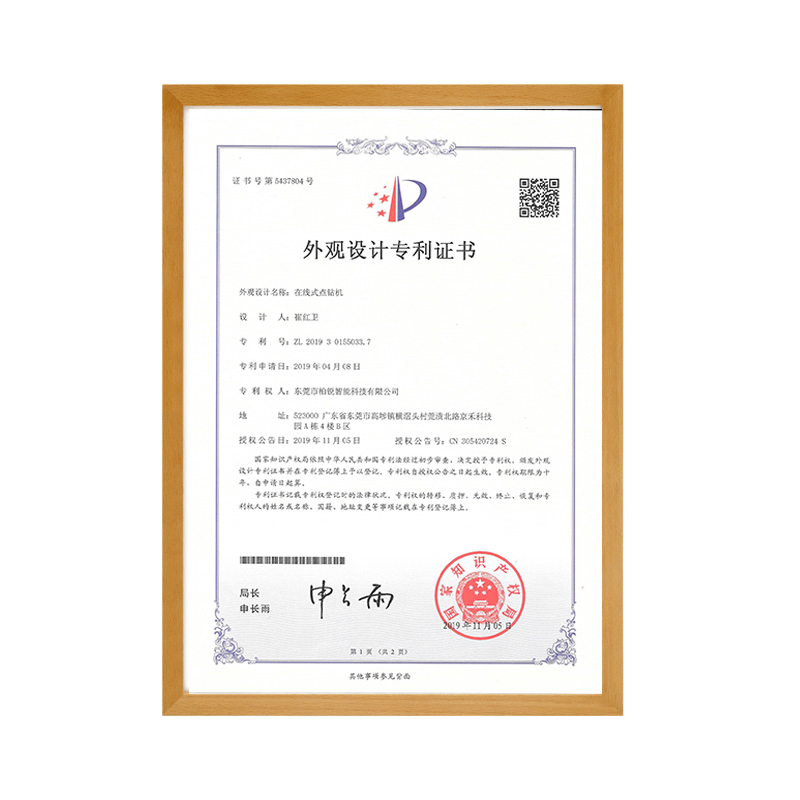 证书号第5437804号
外观设计专利证书
外观设计名称：在线式点钻机
设 计 人：崔红卫
专 利 号：ZL 2019 3 0155033.7
专利申请日：2019年04月08日
专 利 权 人：东莞市柏锐智能科技有限公司
地 址：523000 广东省东莞市高埗镇横滘头村莞潢北路京禾科技
园A栋4楼B区
授权公告日：2019年11月05日 授权公告号：CN 305420724 S
国家知识产权局依照中华人民共和国专利法经过初步审查，决定授予专利权，颁发外观
设计专利证书并在专利登记簿上予以登记。专利权自授权公告之日起生效。专利权期限为十
年，自申请日起算。
专利证书记载专利权登记时的法律状况。专利权的转移、质押、无效、终止、恢复和专
利权人的姓名或名称、国籍、地址变更等事项记载在专利登记簿上。
局长
申长雨
申长雨
国家知识产权局
2019年11月05日
第 1 页 （共 2 页）
其他事项参见背面